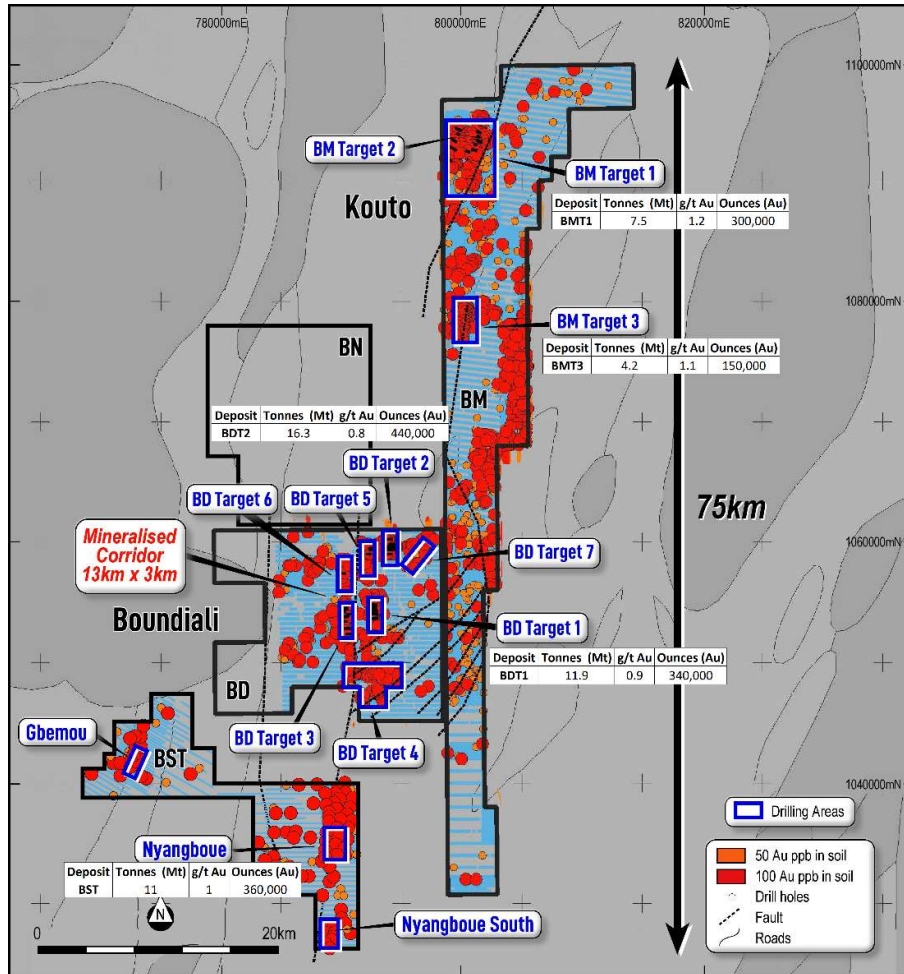 780000mE
800000mE
820000mE
1100000mN
BM Target 2
BM Target 1
Deposit Tonnes (Mt) g/t Au Ounces (Au)
BMT1 7.5 1.2 300,000
Kouto
1080000mN
BM Target 3
Deposit Tonnes (Mt) g/t Au Ounces (Au)
BMT3 4.2 1.1 150,000
BN
BM
Deposit Tonnes (Mt) g/t Au Ounces (Au)
BDT2 16.3 0.8 440,000
BD Target 2
BD Target 6
BD Target 5
75km
Mineralised
Corridor
13km x 3km
1060000mN
BD Target 7
Boundiali
BD Target 1
Deposit Tonnes (Mt) g/t Au Ounces (Au)
BDT1 11.9 0.9 340,000
BD
BD Target 3
BD Target 4
Gbemou
BST
1040000mN
Drilling Areas
Nyangboue
Deposit Tonnes (Mt) g/t Au Ounces (Au)
BST 11 1 360,000
50 Au ppb in soil
100 Au ppb in soil
Drill holes
Fault
Roads
N
Nyangboue South
0 20km